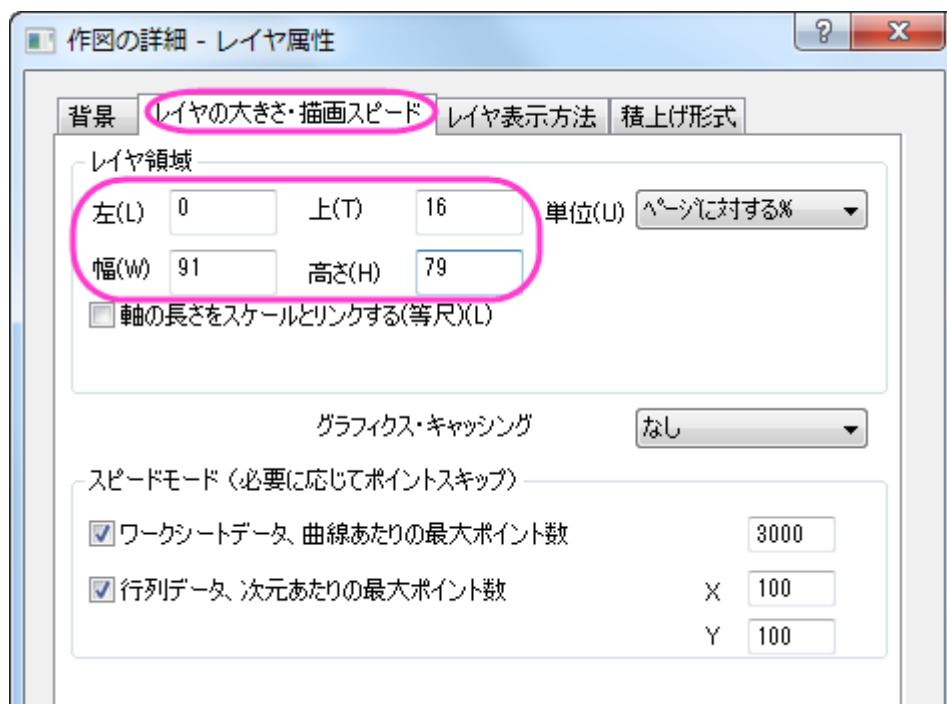 作図の詳細 - レイヤ属性
背景 レイヤの大きさ・描画スピード レイヤ表示方法 積上げ形式
レイヤ領域
左(L) 0 上(T) 16 単位(U) ページに対する%
幅(W) 91 高さ(H) 79
軸の長さをスケールとリンクする(等尺)(L)
グラフィクス・キャッシング なし
スピードモード（必要に応じてポイントスキップ）
ワークシートデータ、曲線あたりの最大ポイント数 3000
行列データ、次元あたりの最大ポイント数 X 100
Y 100